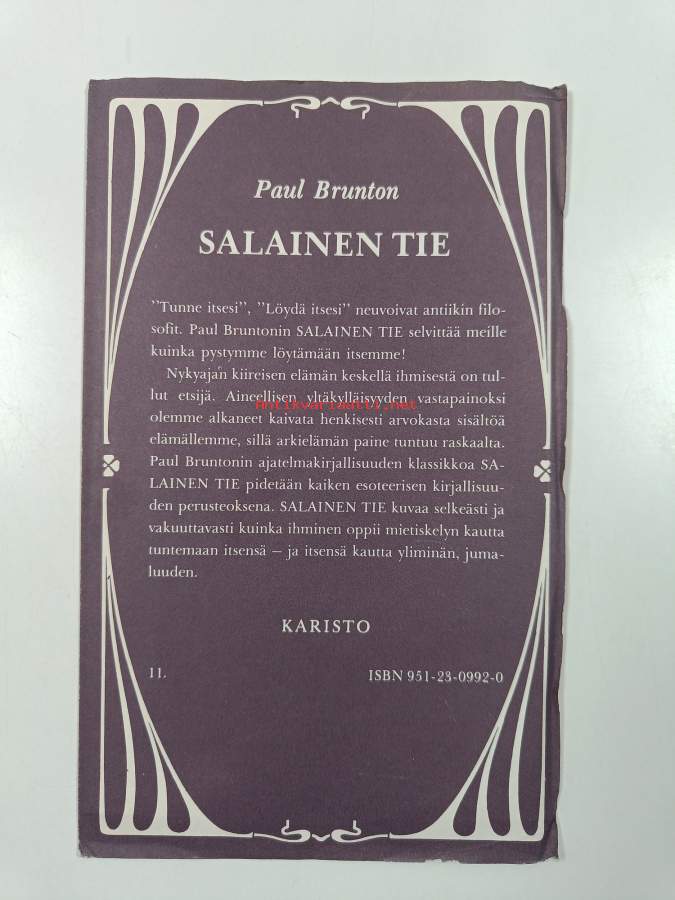 Paul Brunton
SALAINEN TIE
"Tunne itsesi", "Löydä itsesi" neuvoivat antiikin filo-
sofit. Paul Bruntonin SALAINEN TIE selvittää meille
kuinka pystymme löytämään itsemme!
Nykyajan kiireisen elämän keskellä ihmisestä on tul-
lut etsijä. Aineellisen yltäkylläisyyden vastapainoksi
antikvariaatti.net
olemme alkaneet kaivata henkisesti arvokasta sisältöä
elämällemme, sillä arkielämän paine tuntuu raskaalta.
Paul Bruntonin ajatelmakirjallisuuden klassikkoa SA-
LAINEN TIE pidetään kaiken esoteerisen kirjallisuu-
den perusteoksena. SALAINEN TIE kuvaa selkeästi ja
vakuuttavasti kuinka ihminen oppii mietiskelyn kautta
tuntemaan itsensä – ja itsensä kautta yliminän, juma-
luuden.
KARISTO
11.
ISBN 951-23-0992-0